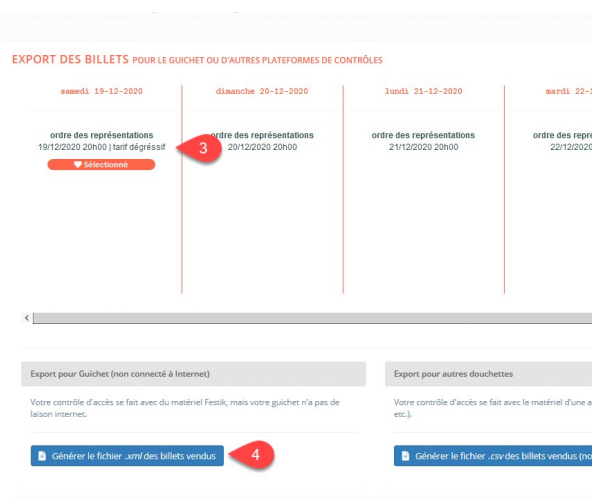 EXPORT DES BILLETS POUR LE GUICHET OU D'AUTRES PLATEFORMES DE CONTRÔLES
samedi 19-12-2020
dimanche 20-12-2020
lundi 21-12-2020
mardi 22-1
ordre des représentations
19/12/2020 20h00 | tarif dégréssif
Sélectionné
3
ordre des représentations
20/12/2020 20h00
ordre des représentations
21/12/2020 20h00
ordre des repré
22/12/2020
Export pour Guichet (non connecté à Internet)
Votre contrôle d'accès se fait avec du matériel Festik, mais votre guichet n'a pas de
laison internet.
Générer le fichier .xml des billets vendus
4
Export pour autres douchettes
Votre contrôle d'accès se fait avec le matériel d'une a
etc.).
Générer le fichier .csv des billets vendus (no